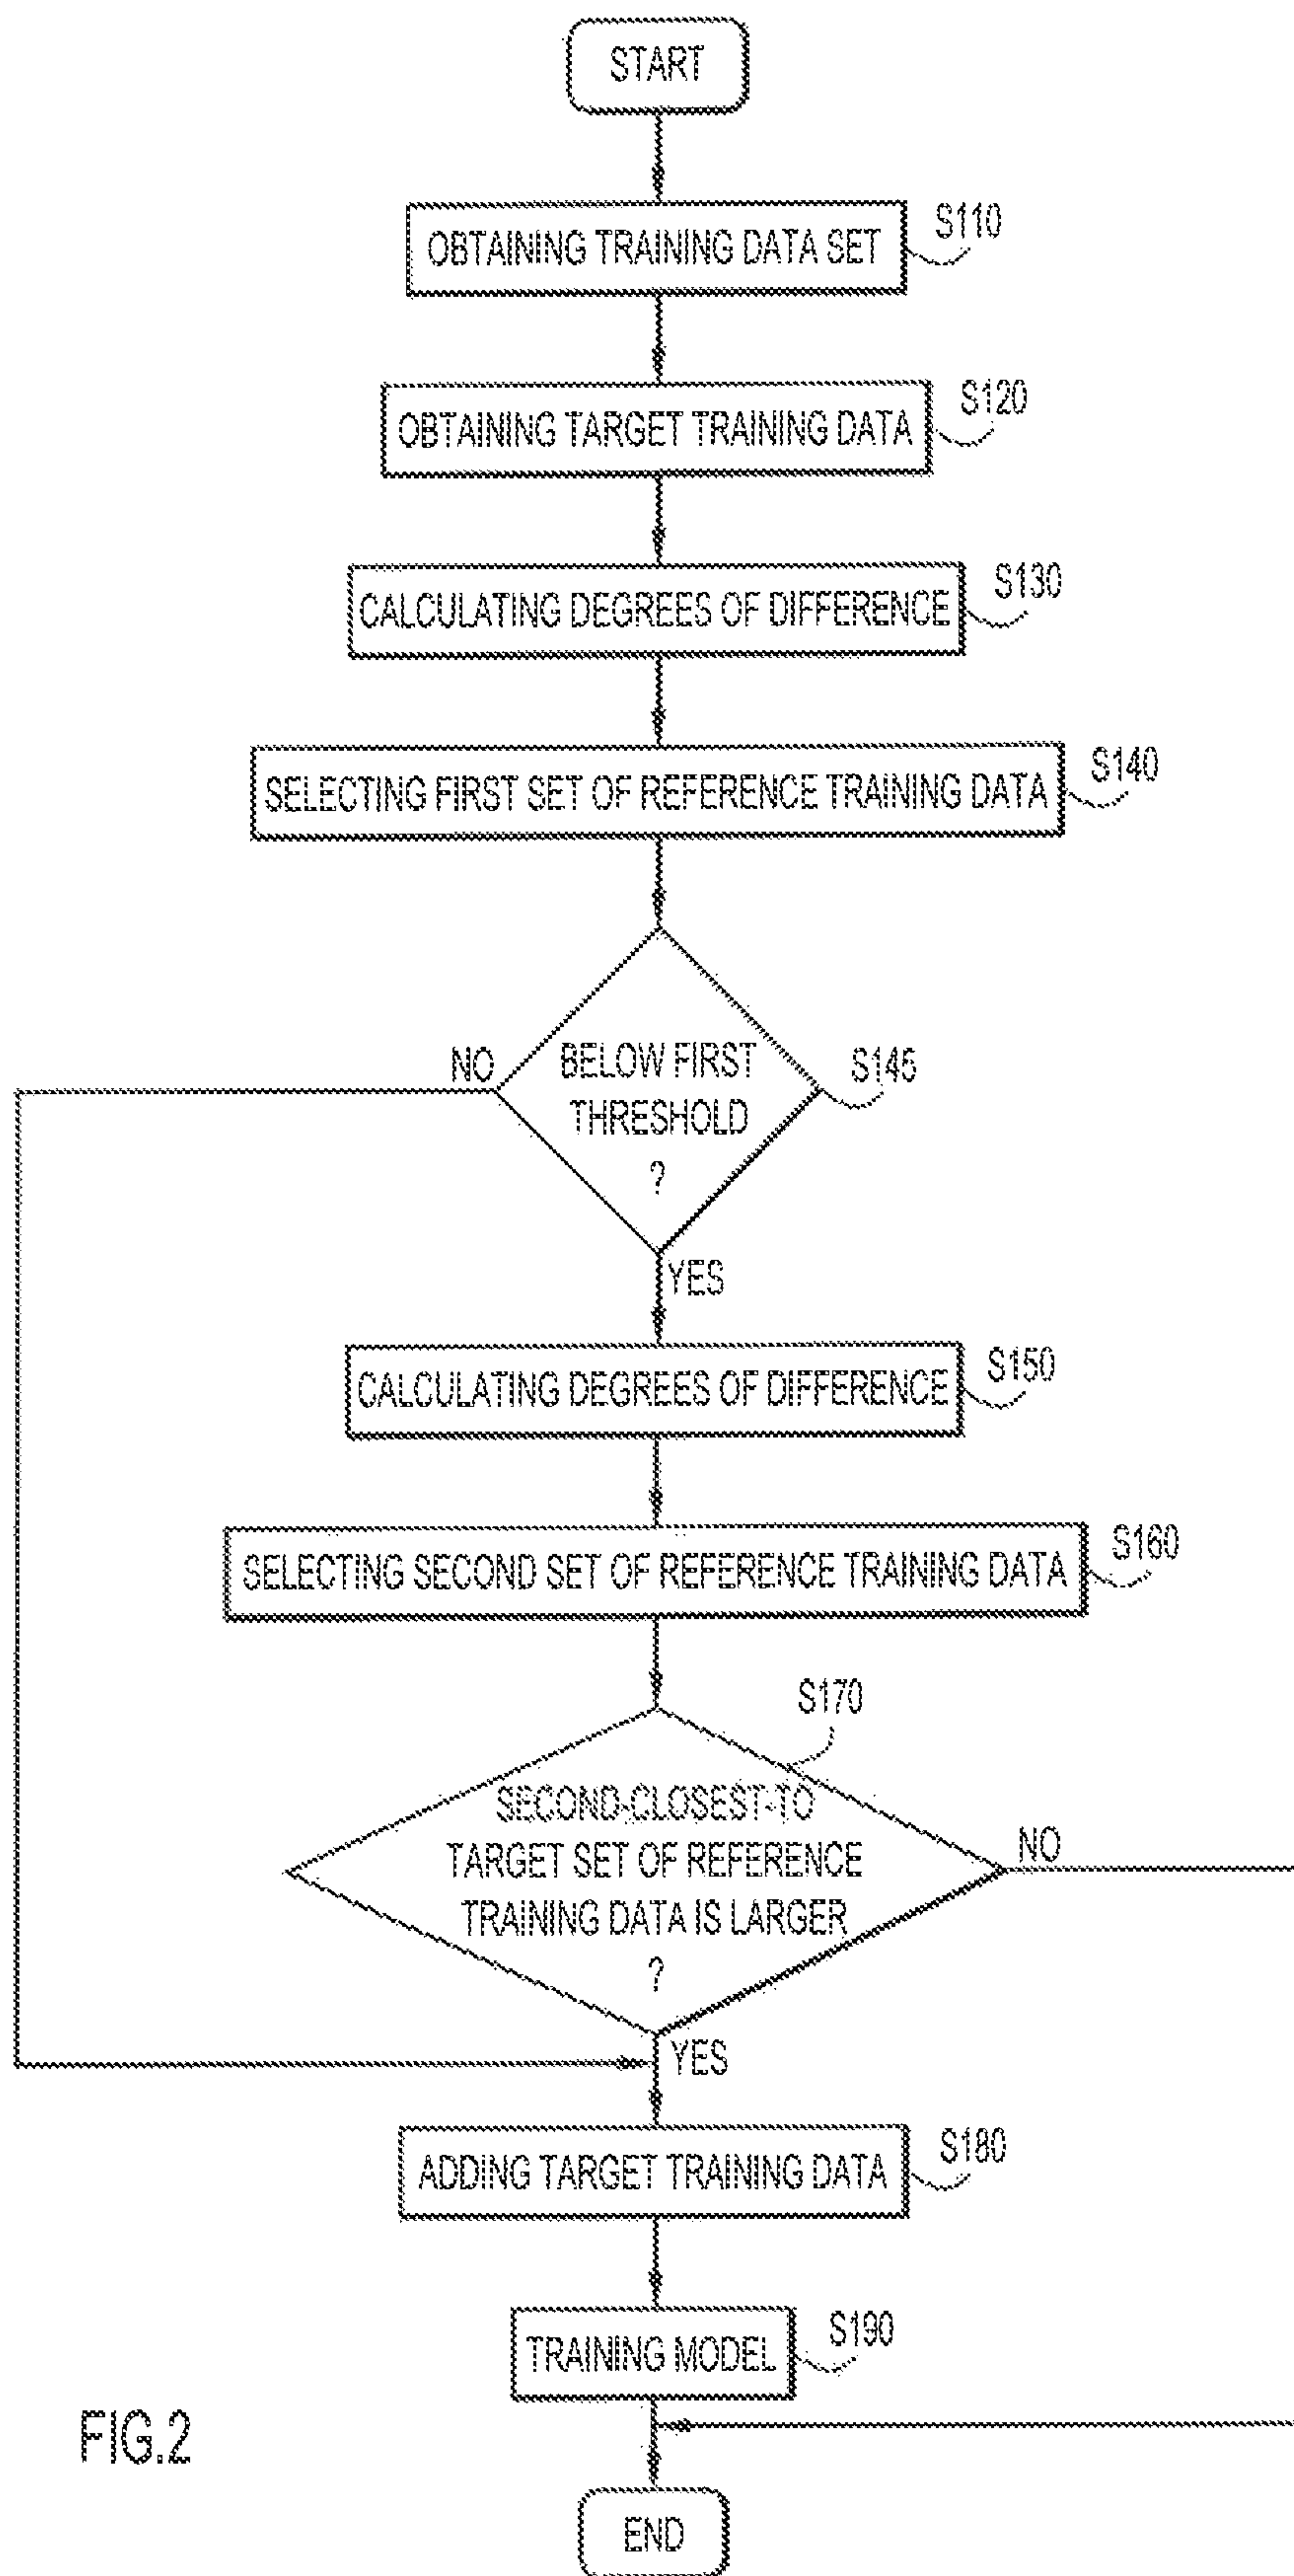 START
OBTAINING TRAINING DATA SET
S110
OBTAINING TARGET TRAINING DATA
S120
CALCULATING DEGREES OF DIFFERENCE
S130
SELECTING FIRST SET OF REFERENCE TRAINING DATA
S140
NO
BELOW FIRST
THRESHOLD
?
S145
YES
CALCULATING DEGREES OF DIFFERENCE
S150
SELECTING SECOND SET OF REFERENCE TRAINING DATA
S160
S170
SECOND-CLOSEST-TO
TARGET SET OF REFERENCE
TRAINING DATA IS LARGER
?
NO
YES
ADDING TARGET TRAINING DATA
S180
TRAINING MODEL
S190
FIG.2
END